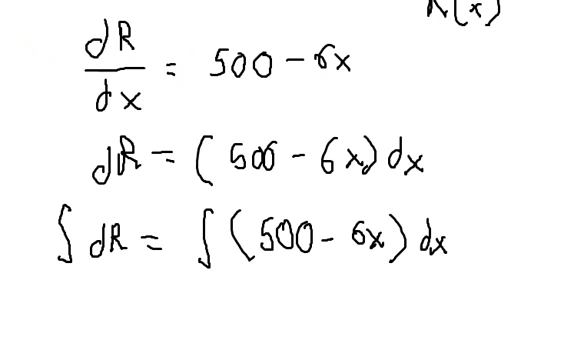 R(x)
dR/dx = 500 - 6x
dR = (500 - 6x) dx
∫ dR = ∫ (500 - 6x) dx